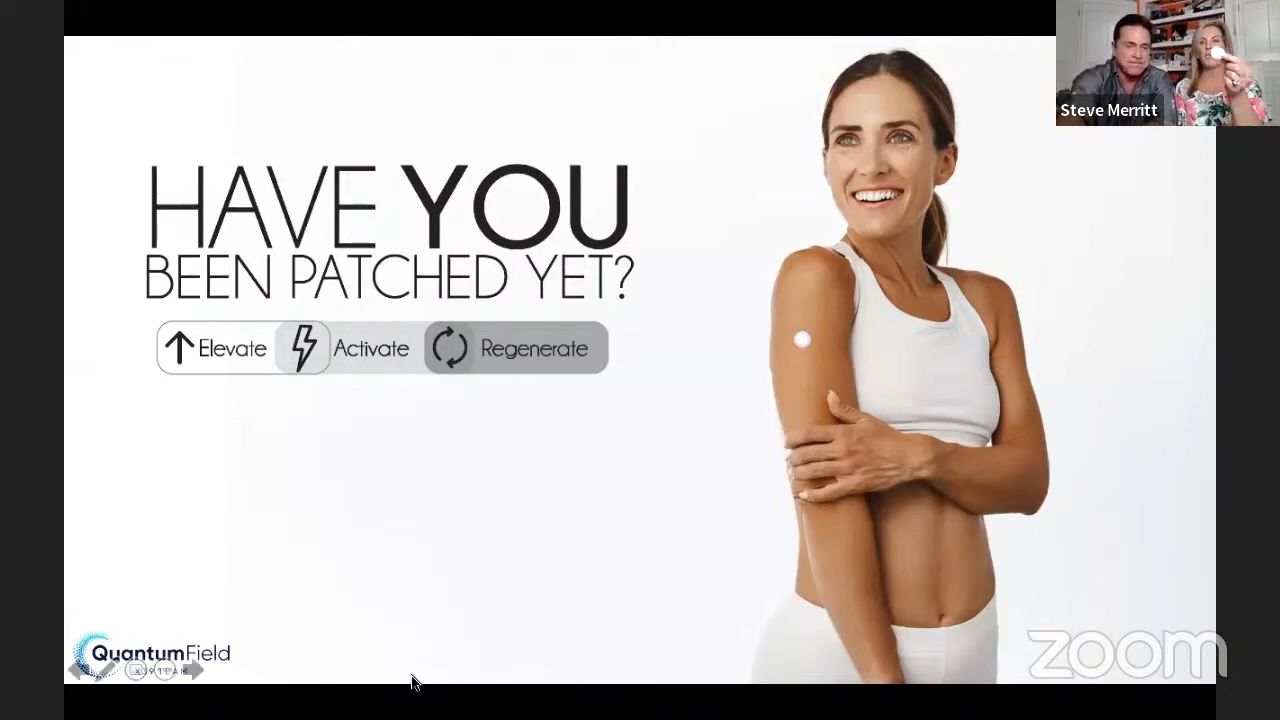 Steve Merritt
HAVE YOU
BEEN PATCHED YET?
Elevate Activate Regenerate
QuantumField
zoom